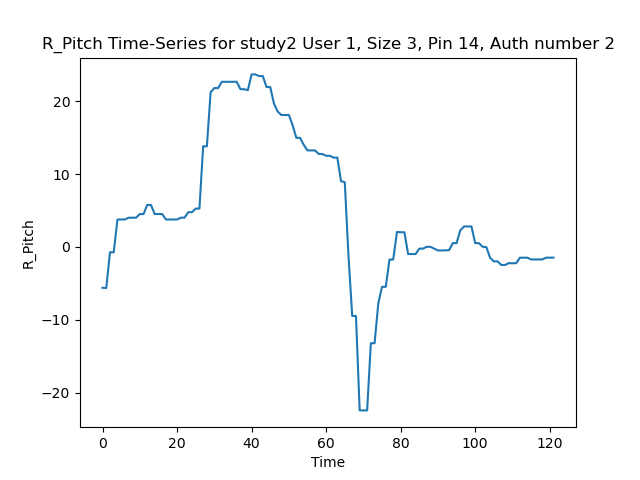 R_Pitch Time-Series for study2 User 1, Size 3, Pin 14, Auth number 2
R_Pitch
20
10
0
−10
−20
0 20 40 60 80 100 120
Time